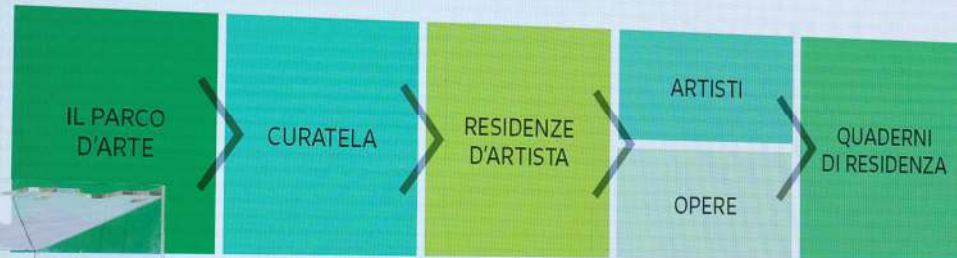 IL PARCO
D'ARTE
CURATELA
RESIDENZE
D'ARTISTA
ARTISTI
OPERE
QUADERNI
DI RESIDENZA